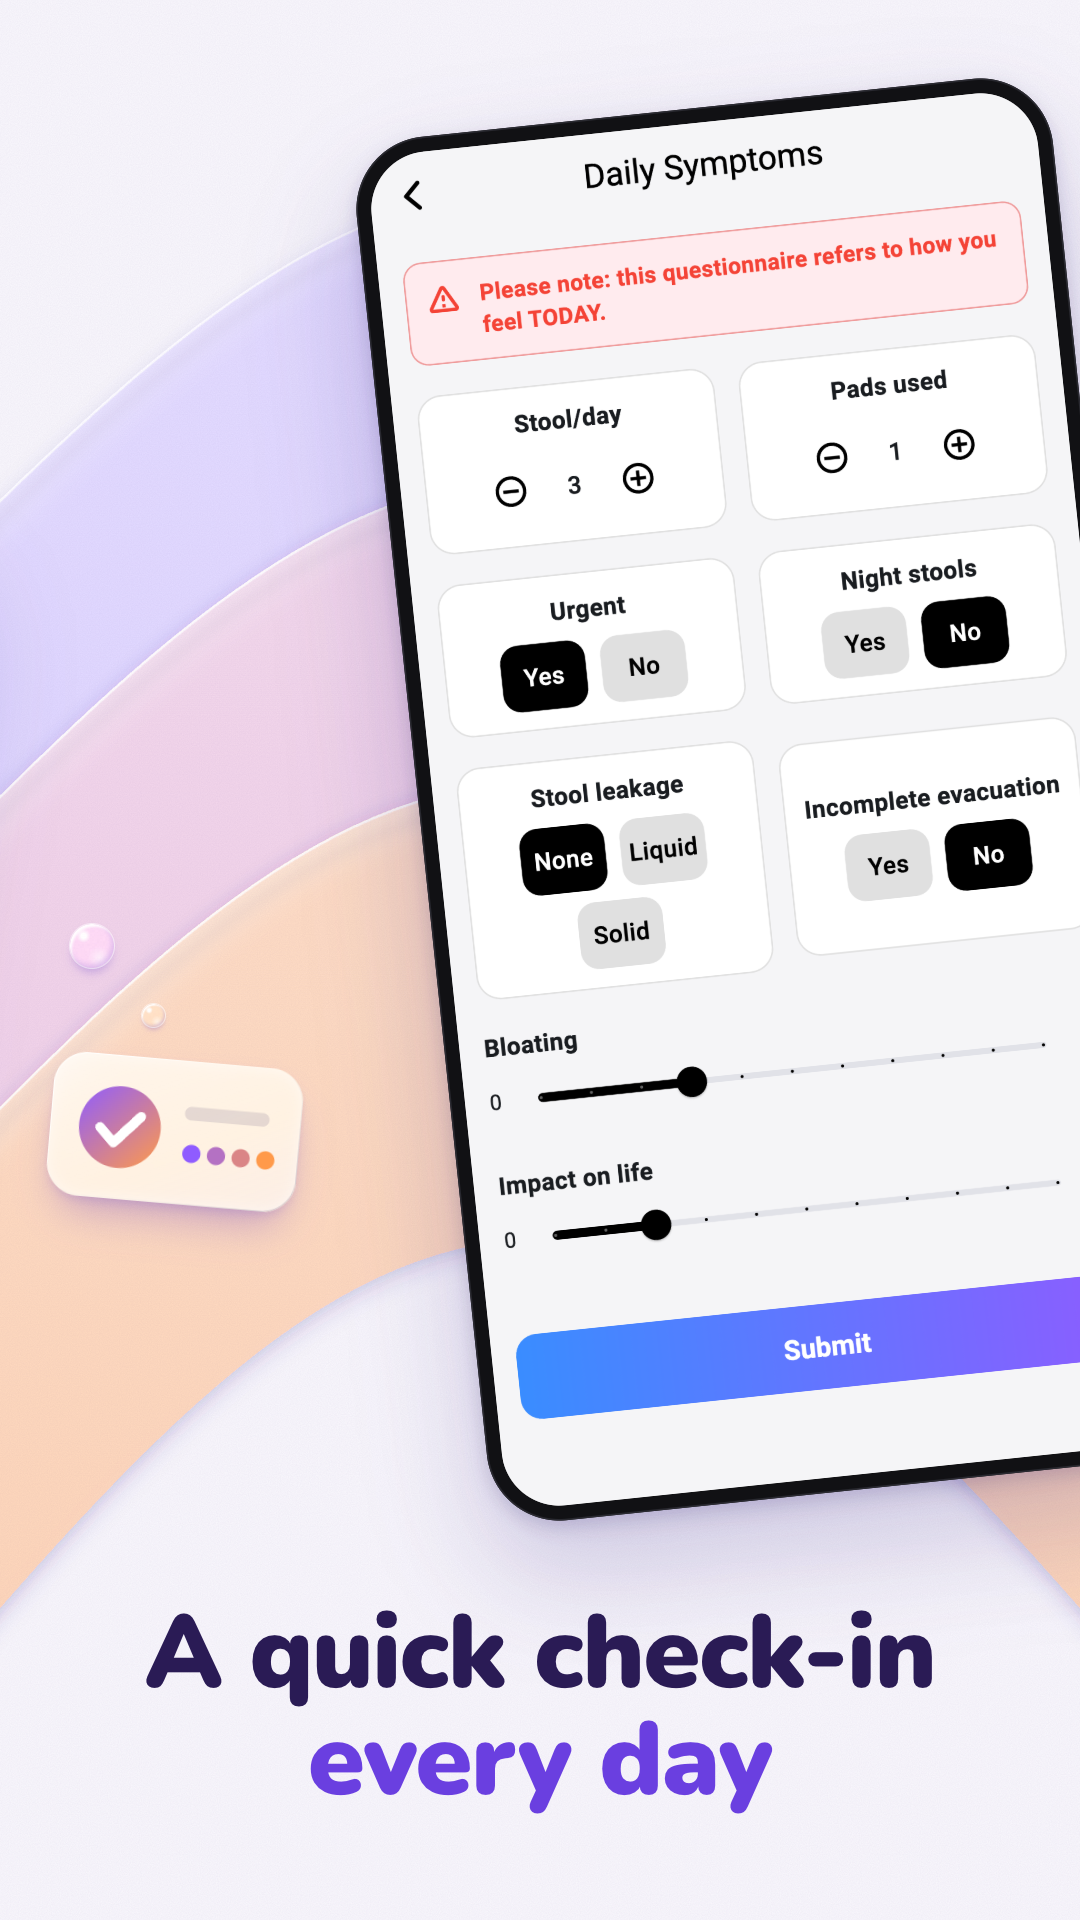 Daily Symptoms
Please note: this questionnaire refers to how you
feel TODAY.
Stool/day
3
Pads used
1
Urgent
Yes No
Night stools
Yes No
Stool leakage
None Liquid
Solid
Incomplete evacuation
Yes No
Bloating
0
Impact on life
0
Submit
A quick check-in
every day